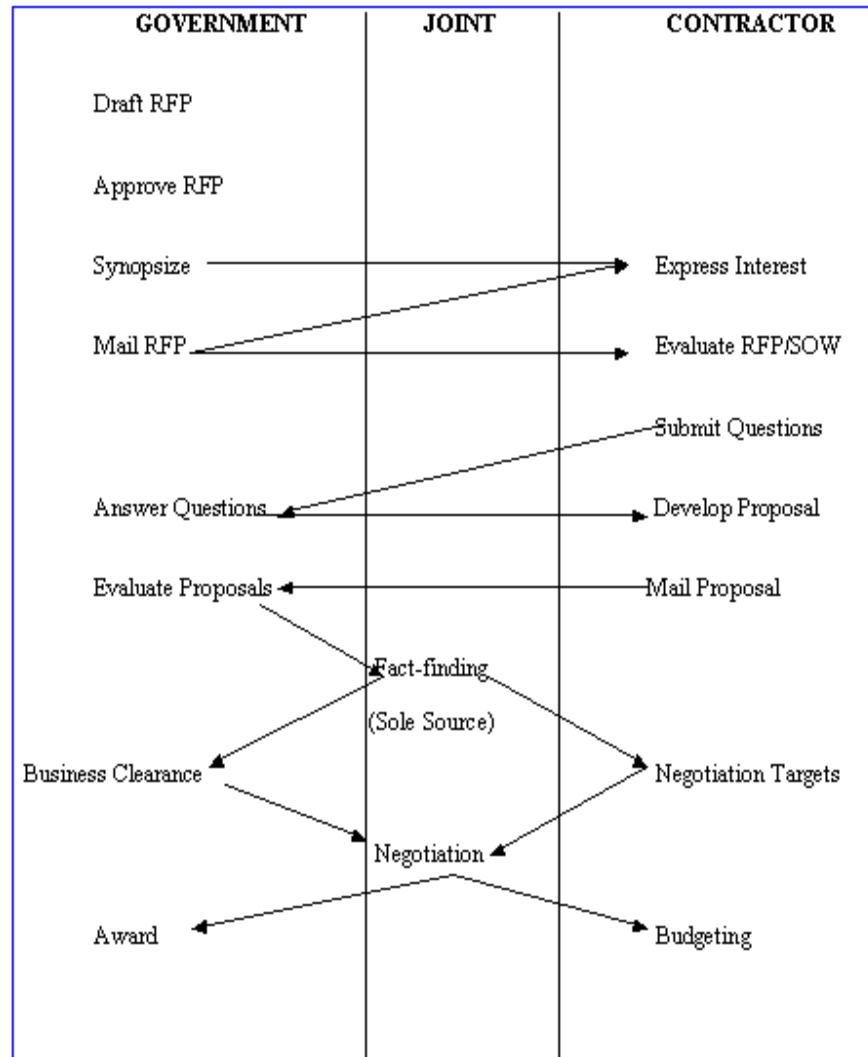 GOVERNMENT JOINT CONTRACTOR
Draft RFP
Approve RFP
Synopsize Express Interest
Mail RFP Evaluate RFP/SOW
Submit Questions
Answer Questions Develop Proposal
Evaluate Proposals Mail Proposal
Fact-finding
(Sole Source)
Business Clearance Negotiation Targets
Negotiation
Award Budgeting